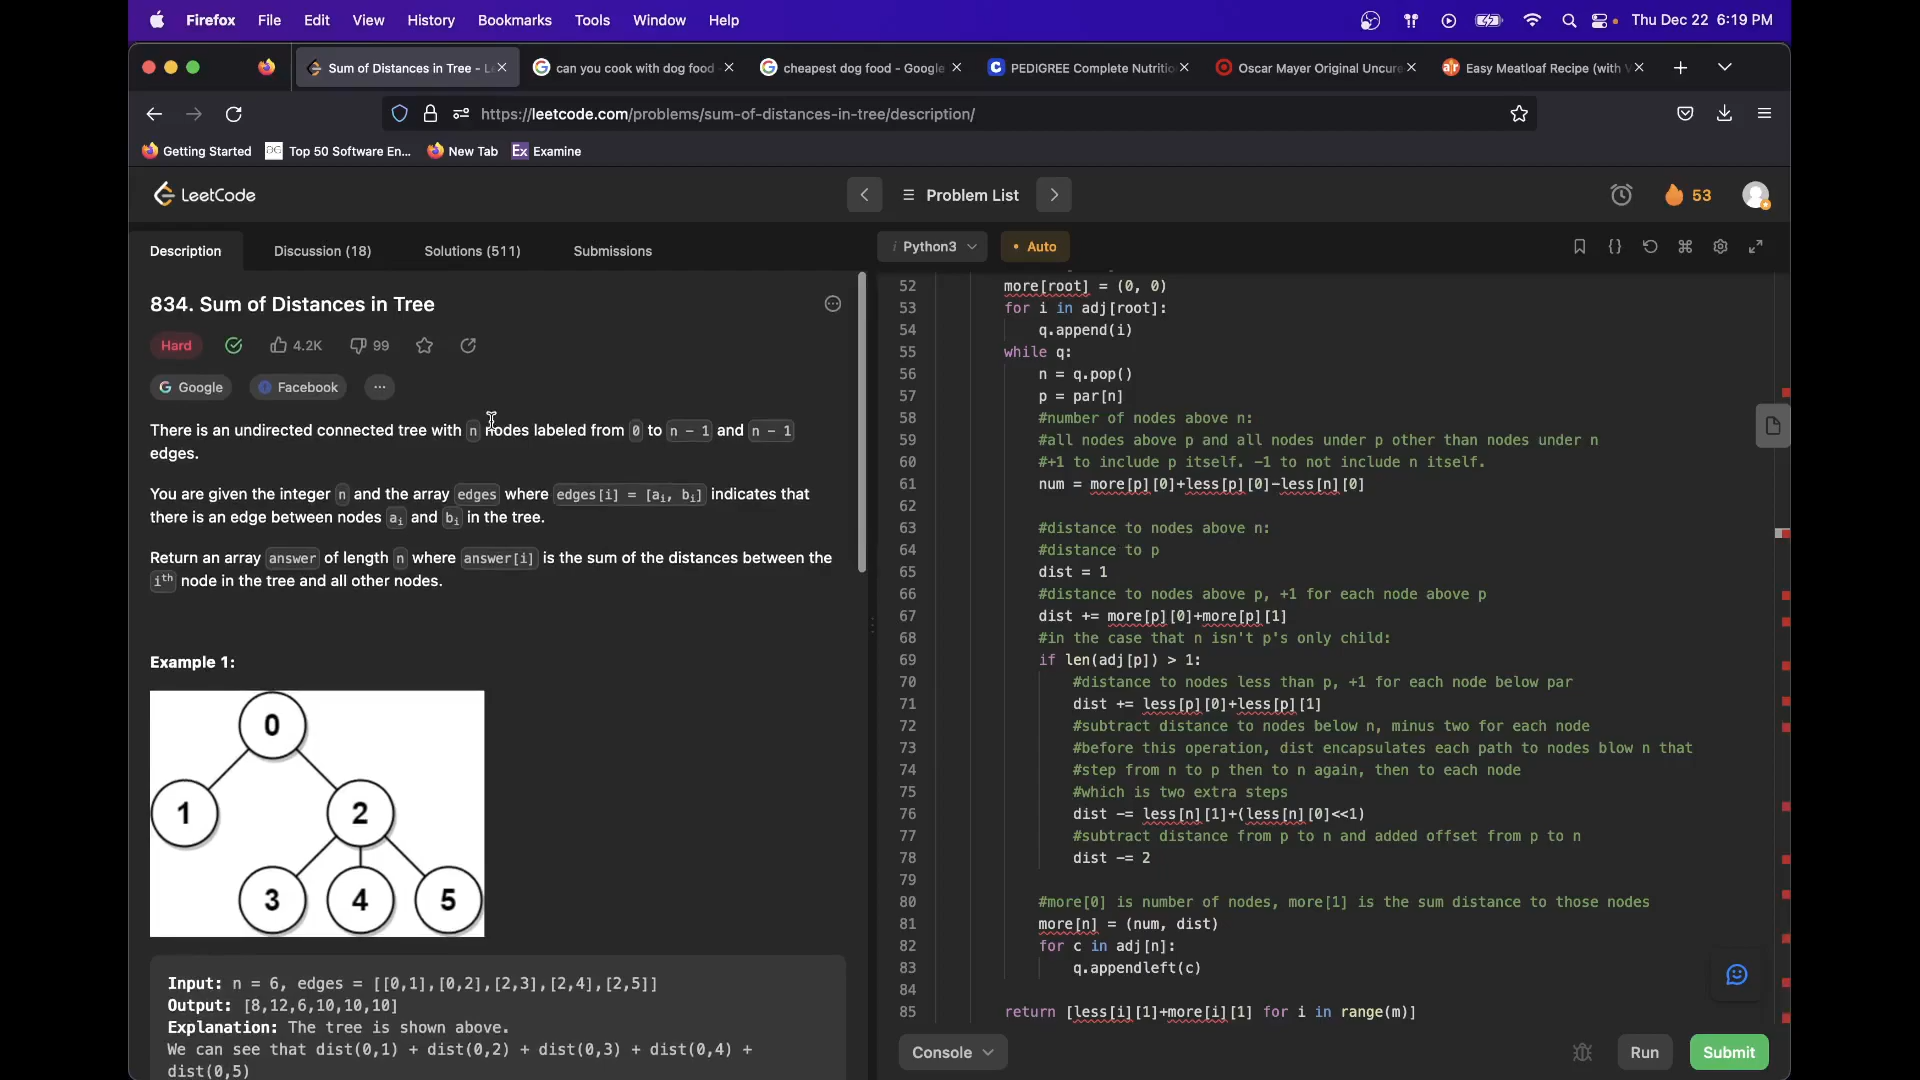 Firefox File Edit View History Bookmarks Tools Window Help Thu Dec 22 6:19 PM
Sum of Distances in Tree - L can you cook with dog food cheapest dog food - Google PEDIGREE Complete Nutritio Oscar Mayer Original Uncure Easy Meatloaf Recipe (with
https://leetcode.com/problems/sum-of-distances-in-tree/description/
Getting Started Top 50 Software En... New Tab Ex Examine
LeetCode Problem List 53
Description Discussion (18) Solutions (511) Submissions
834. Sum of Distances in Tree
Hard 4.2K 99
Google Facebook ...
There is an undirected connected tree with n nodes labeled from 0 to n - 1 and n - 1
edges.
You are given the integer n and the array edges where edges[i] = [ai, bi] indicates that
there is an edge between nodes ai and bi in the tree.
Return an array answer of length n where answer[i] is the sum of the distances between the
ith node in the tree and all other nodes.
Example 1:
0
1 2
3 4 5
Input: n = 6, edges = [[0,1],[0,2],[2,3],[2,4],[2,5]]
Output: [8,12,6,10,10,10]
Explanation: The tree is shown above.
We can see that dist(0,1) + dist(0,2) + dist(0,3) + dist(0,4) +
dist(0,5)
i Python3 • Auto
52 more[root] = (0, 0)
53 for i in adj[root]:
54 q.append(i)
55 while q:
56 n = q.pop()
57 p = par[n]
58 #number of nodes above n:
59 #all nodes above p and all nodes under p other than nodes under n
60 #+1 to include p itself. -1 to not include n itself.
61 num = more[p][0]+less[p][0]-less[n][0]
62
63 #distance to nodes above n:
64 #distance to p
65 dist = 1
66 #distance to nodes above p, +1 for each node above p
67 dist += more[p][0]+more[p][1]
68 #in the case that n isn't p's only child:
69 if len(adj[p]) > 1:
70 #distance to nodes less than p, +1 for each node below par
71 dist += less[p][0]+less[p][1]
72 #subtract distance to nodes below n, minus two for each node
73 #before this operation, dist encapsulates each path to nodes blow n that
74 #step from n to p then to n again, then to each node
75 #which is two extra steps
76 dist -= less[n][1]+(less[n][0]<<1)
77 #subtract distance from p to n and added offset from p to n
78 dist -= 2
79
80 #more[0] is number of nodes, more[1] is the sum distance to those nodes
81 more[n] = (num, dist)
82 for c in adj[n]:
83 q.appendleft(c)
84
85 return [less[i][1]+more[i][1] for i in range(m)]
Console Run Submit